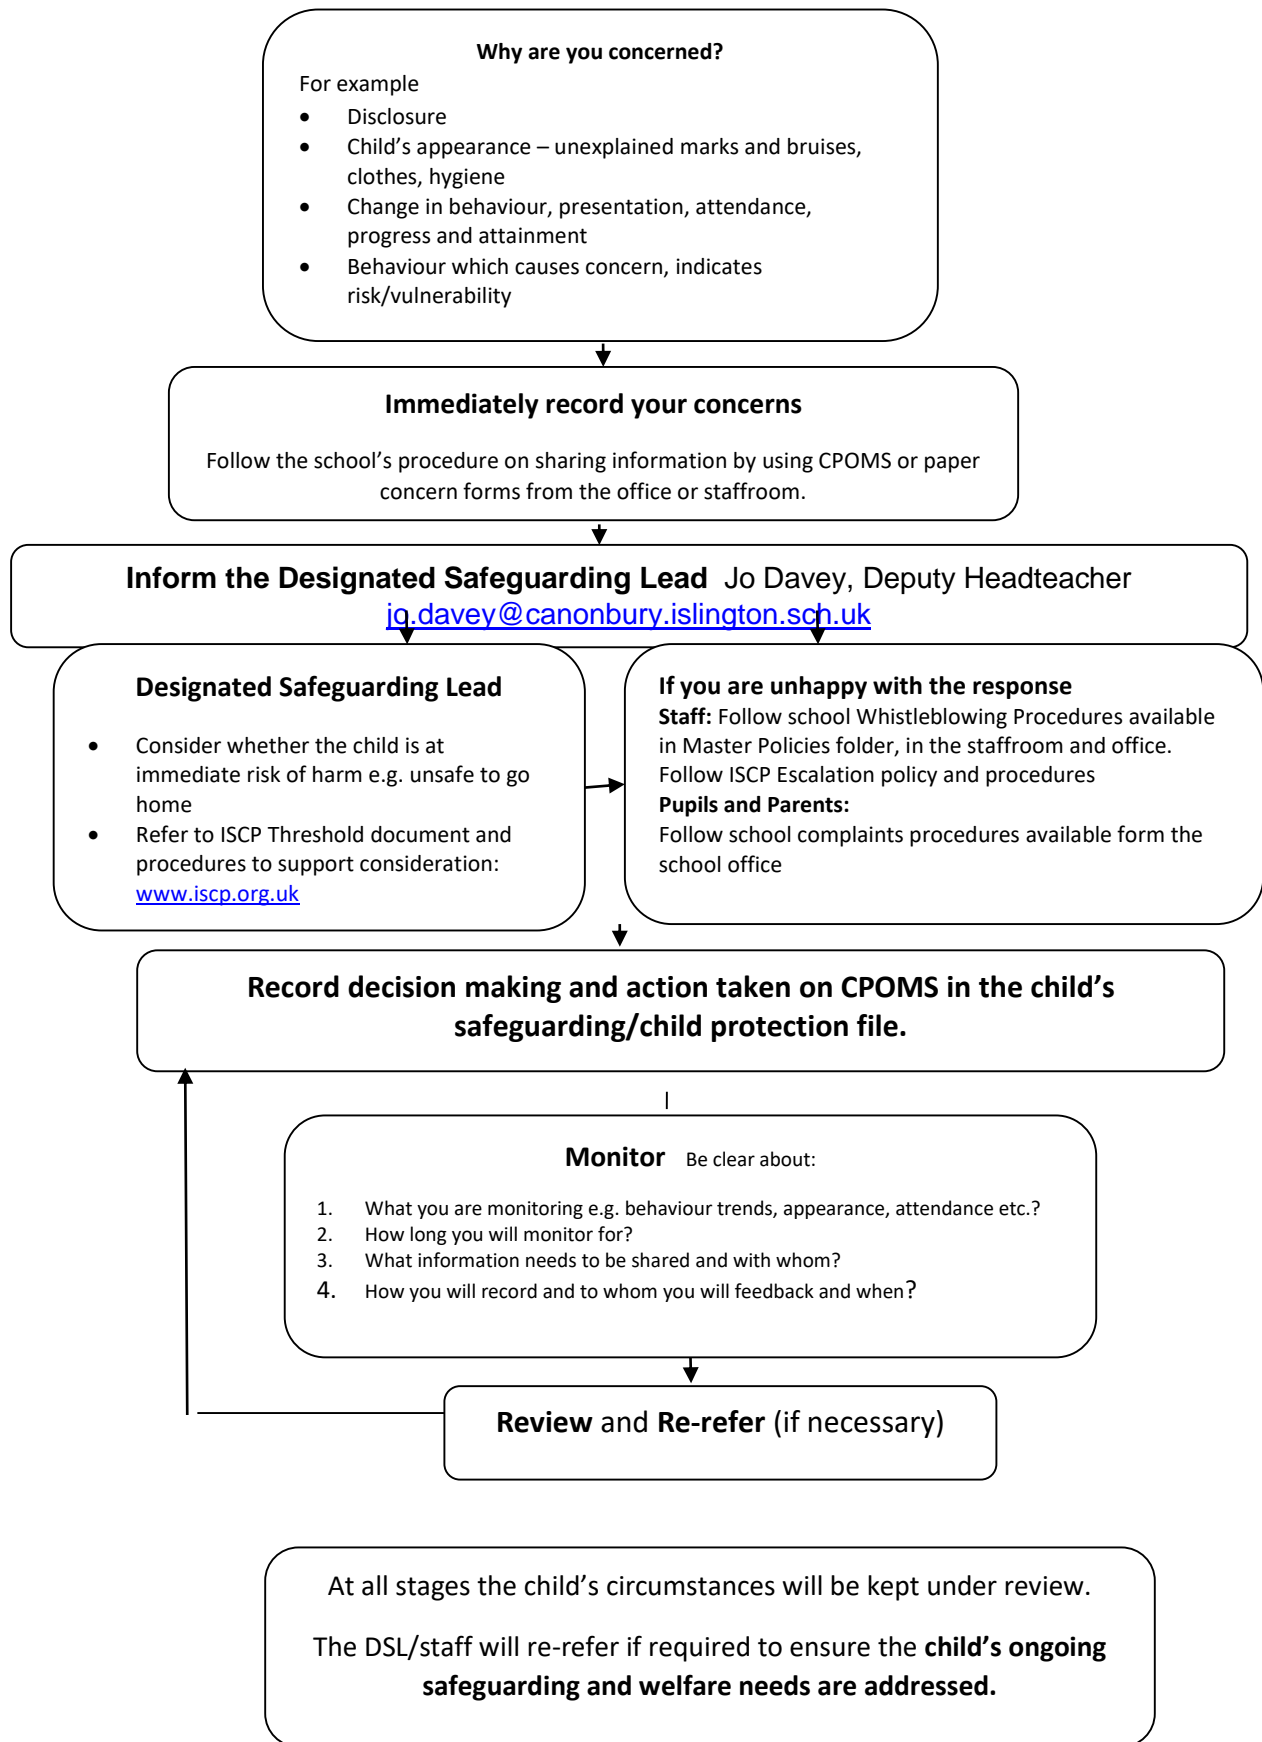 Why are you concerned?
For example
• Disclosure
• Child's appearance – unexplained marks and bruises,
clothes, hygiene
• Change in behaviour, presentation, attendance,
progress and attainment
• Behaviour which causes concern, indicates
risk/vulnerability
Immediately record your concerns
Follow the school's procedure on sharing information by using CPOMS or paper
concern forms from the office or staffroom.
Inform the Designated Safeguarding Lead Jo Davey, Deputy Headteacher
jo.davey@canonbury.islington.sch.uk
Designated Safeguarding Lead
• Consider whether the child is at
immediate risk of harm e.g. unsafe to go
home
• Refer to ISCP Threshold document and
procedures to support consideration:
www.iscp.org.uk
If you are unhappy with the response
Staff: Follow school Whistleblowing Procedures available
in Master Policies folder, in the staffroom and office.
Follow ISCP Escalation policy and procedures
Pupils and Parents:
Follow school complaints procedures available form the
school office
Record decision making and action taken on CPOMS in the child's
safeguarding/child protection file.
Monitor Be clear about:
1. What you are monitoring e.g. behaviour trends, appearance, attendance etc.?
2. How long you will monitor for?
3. What information needs to be shared and with whom?
4. How you will record and to whom you will feedback and when?
Review and Re-refer (if necessary)
At all stages the child's circumstances will be kept under review.
The DSL/staff will re-refer if required to ensure the child's ongoing
safeguarding and welfare needs are addressed.